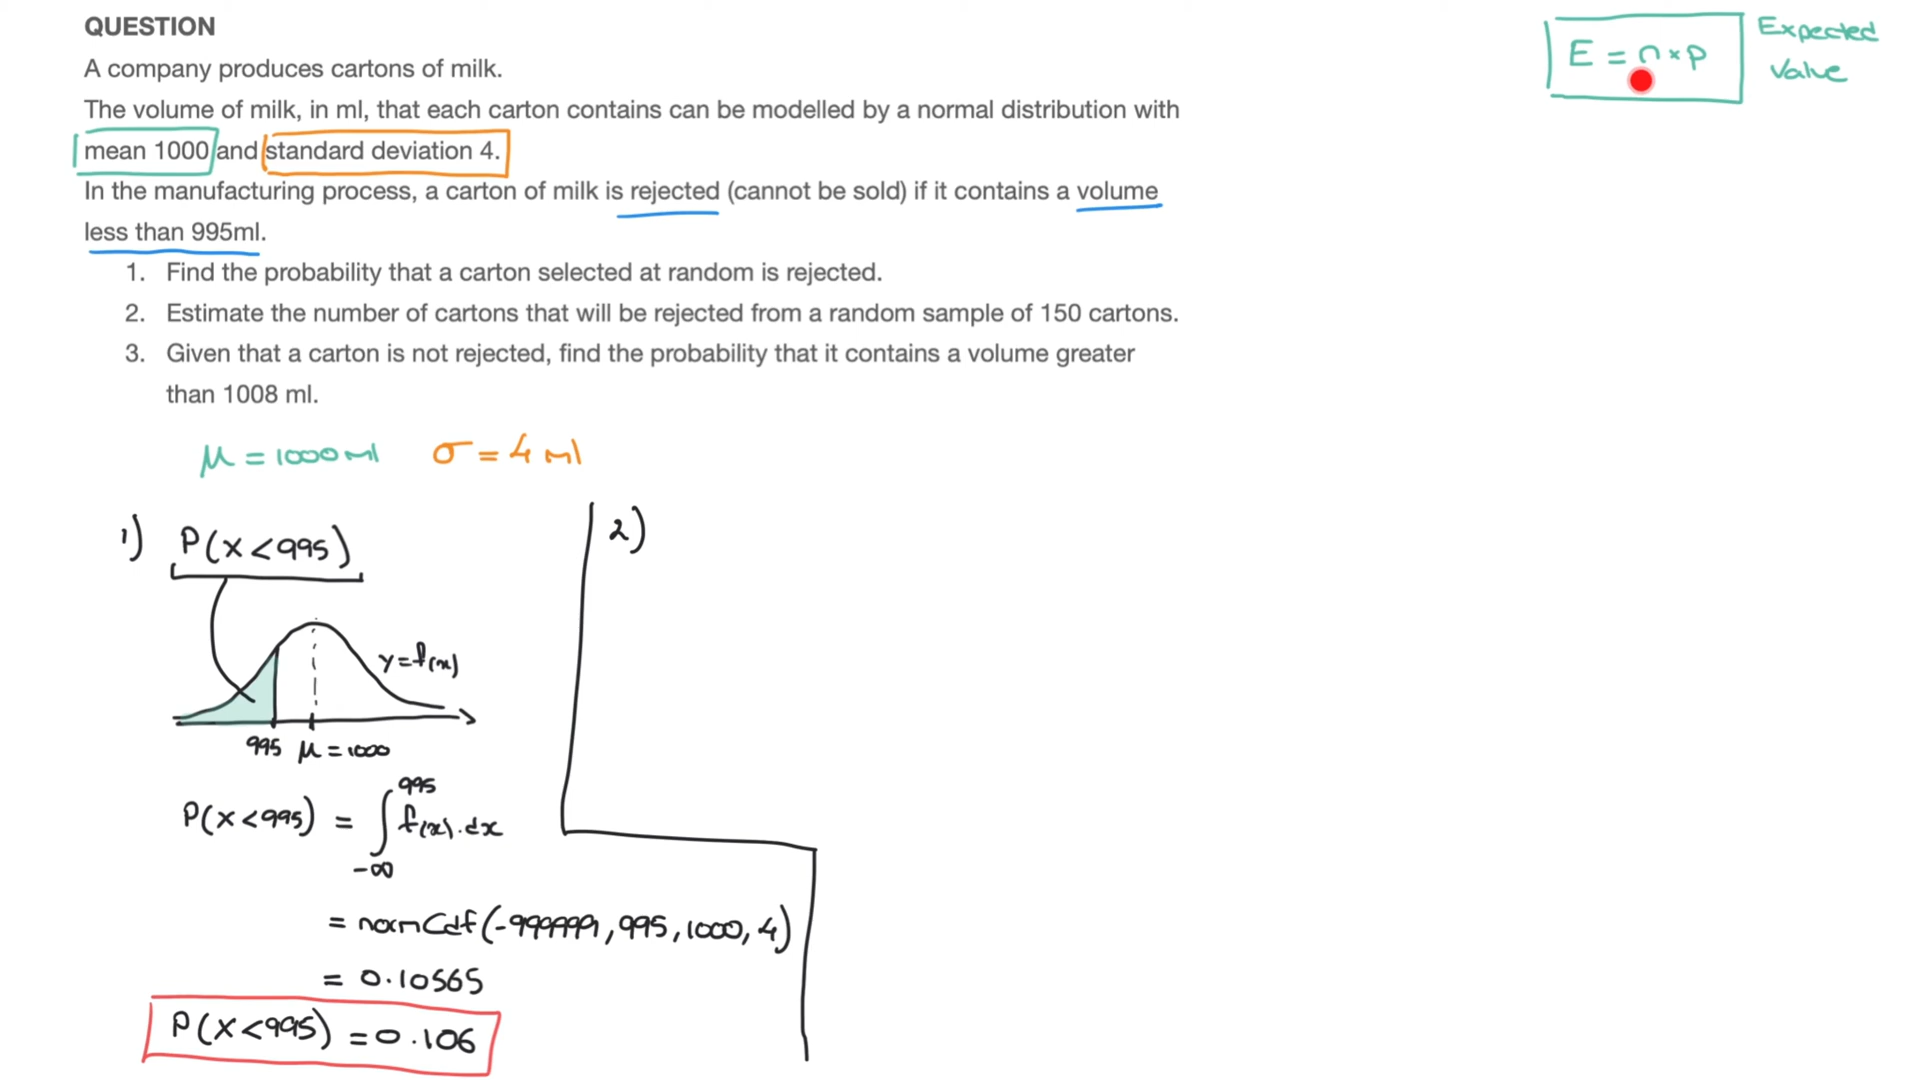 QUESTION
A company produces cartons of milk.
The volume of milk, in ml, that each carton contains can be modelled by a normal distribution with
mean 1000 and standard deviation 4.
In the manufacturing process, a carton of milk is rejected (cannot be sold) if it contains a volume
less than 995ml.
1. Find the probability that a carton selected at random is rejected.
2. Estimate the number of cartons that will be rejected from a random sample of 150 cartons.
3. Given that a carton is not rejected, find the probability that it contains a volume greater
than 1008 ml.
E = n × p
Expected
Value
μ = 1000 ml σ = 4 ml
1) P(X < 995)
y = f(x)
995 μ = 1000
P(X < 995) = ∫
995
-∞
f(x).dx
= normCdf(-999999, 995, 1000, 4)
= 0.10565
P(X < 995) = 0.106
2)